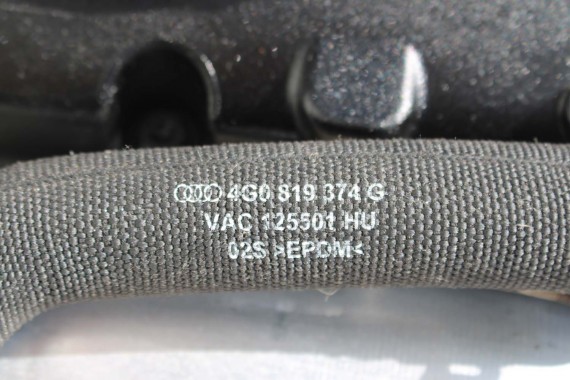 4G0 819 374 G
VAC 125501 HU
02S >EPDM<